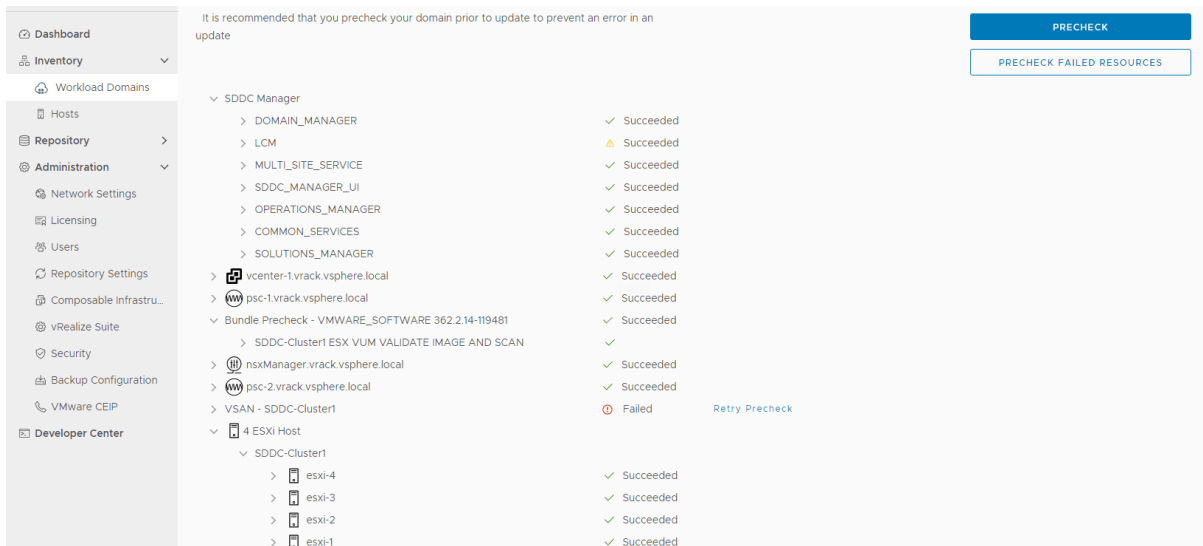 It is recommended that you precheck your domain prior to update to prevent an error in an
update
PRECHECK
PRECHECK FAILED RESOURCES
Dashboard
Inventory
Workload Domains
Hosts
Repository
Administration
Network Settings
Licensing
Users
Repository Settings
Composable Infrastru...
vRealize Suite
Security
Backup Configuration
VMware CEIP
Developer Center
SDDC Manager
DOMAIN_MANAGER Succeeded
LCM Succeeded
MULTI_SITE_SERVICE Succeeded
SDDC_MANAGER_UI Succeeded
OPERATIONS_MANAGER Succeeded
COMMON_SERVICES Succeeded
SOLUTIONS_MANAGER Succeeded
vcenter-1.vrack.vsphere.local Succeeded
psc-1.vrack.vsphere.local Succeeded
Bundle Precheck - VMWARE_SOFTWARE 362.2.14-119481 Succeeded
SDDC-Cluster1 ESX VUM VALIDATE IMAGE AND SCAN
nsxManager.vrack.vsphere.local Succeeded
psc-2.vrack.vsphere.local Succeeded
VSAN - SDDC-Cluster1 Failed Retry Precheck
4 ESXi Host
SDDC-Cluster1
esxi-4 Succeeded
esxi-3 Succeeded
esxi-2 Succeeded
esxi-1 Succeeded